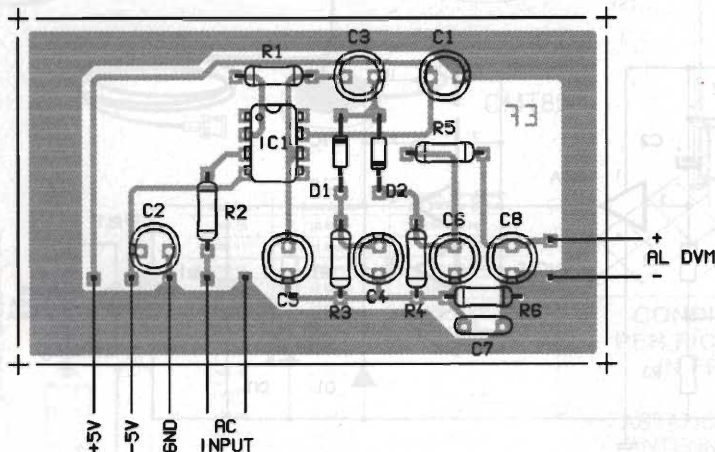 C3 C1
R1
IC1
R5
D1 D2
R2
C2
C6 C8
+
AL DVM
-
C5 C4
R3 R4 R6
C7
+5V
-5V
GND
AC
INPUT